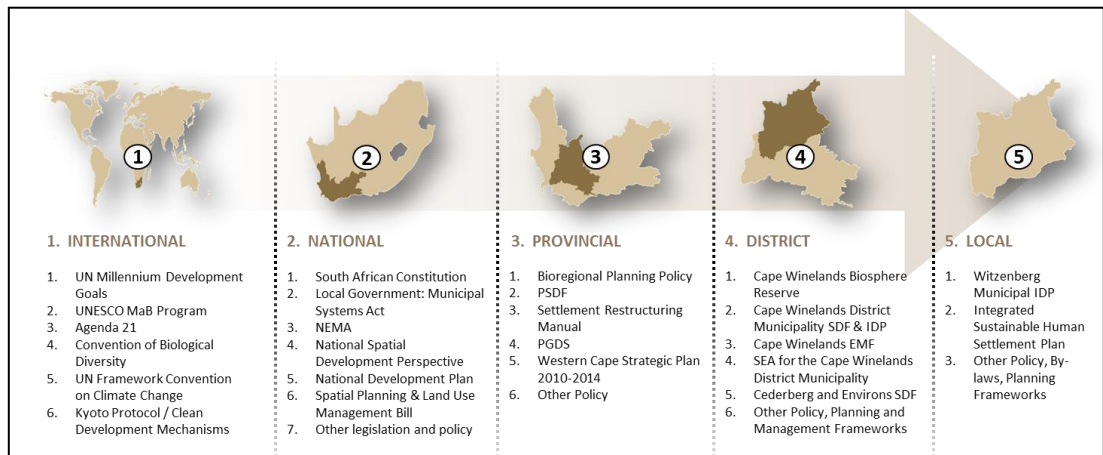 1
2
3
4
5
1. INTERNATIONAL
1. UN Millennium Development
Goals
2. UNESCO MaB Program
3. Agenda 21
4. Convention of Biological
Diversity
5. UN Framework Convention
on Climate Change
6. Kyoto Protocol / Clean
Development Mechanisms
2. NATIONAL
1. South African Constitution
2. Local Government: Municipal
Systems Act
3. NEMA
4. National Spatial
Development Perspective
5. National Development Plan
6. Spatial Planning & Land Use
Management Bill
7. Other legislation and policy
3. PROVINCIAL
1. Bioregional Planning Policy
2. PSDF
3. Settlement Restructuring
Manual
4. PGDS
5. Western Cape Strategic Plan
2010-2014
6. Other Policy
4. DISTRICT
1. Cape Winelands Biosphere
Reserve
2. Cape Winelands District
Municipality SDF & IDP
3. Cape Winelands EMF
4. SEA for the Cape Winelands
District Municipality
5. Cederberg and Environs SDF
6. Other Policy, Planning and
Management Frameworks
5. LOCAL
1. Witzenberg
Municipal IDP
2. Integrated
Sustainable Human
Settlement Plan
3. Other Policy, By-
laws, Planning
Frameworks